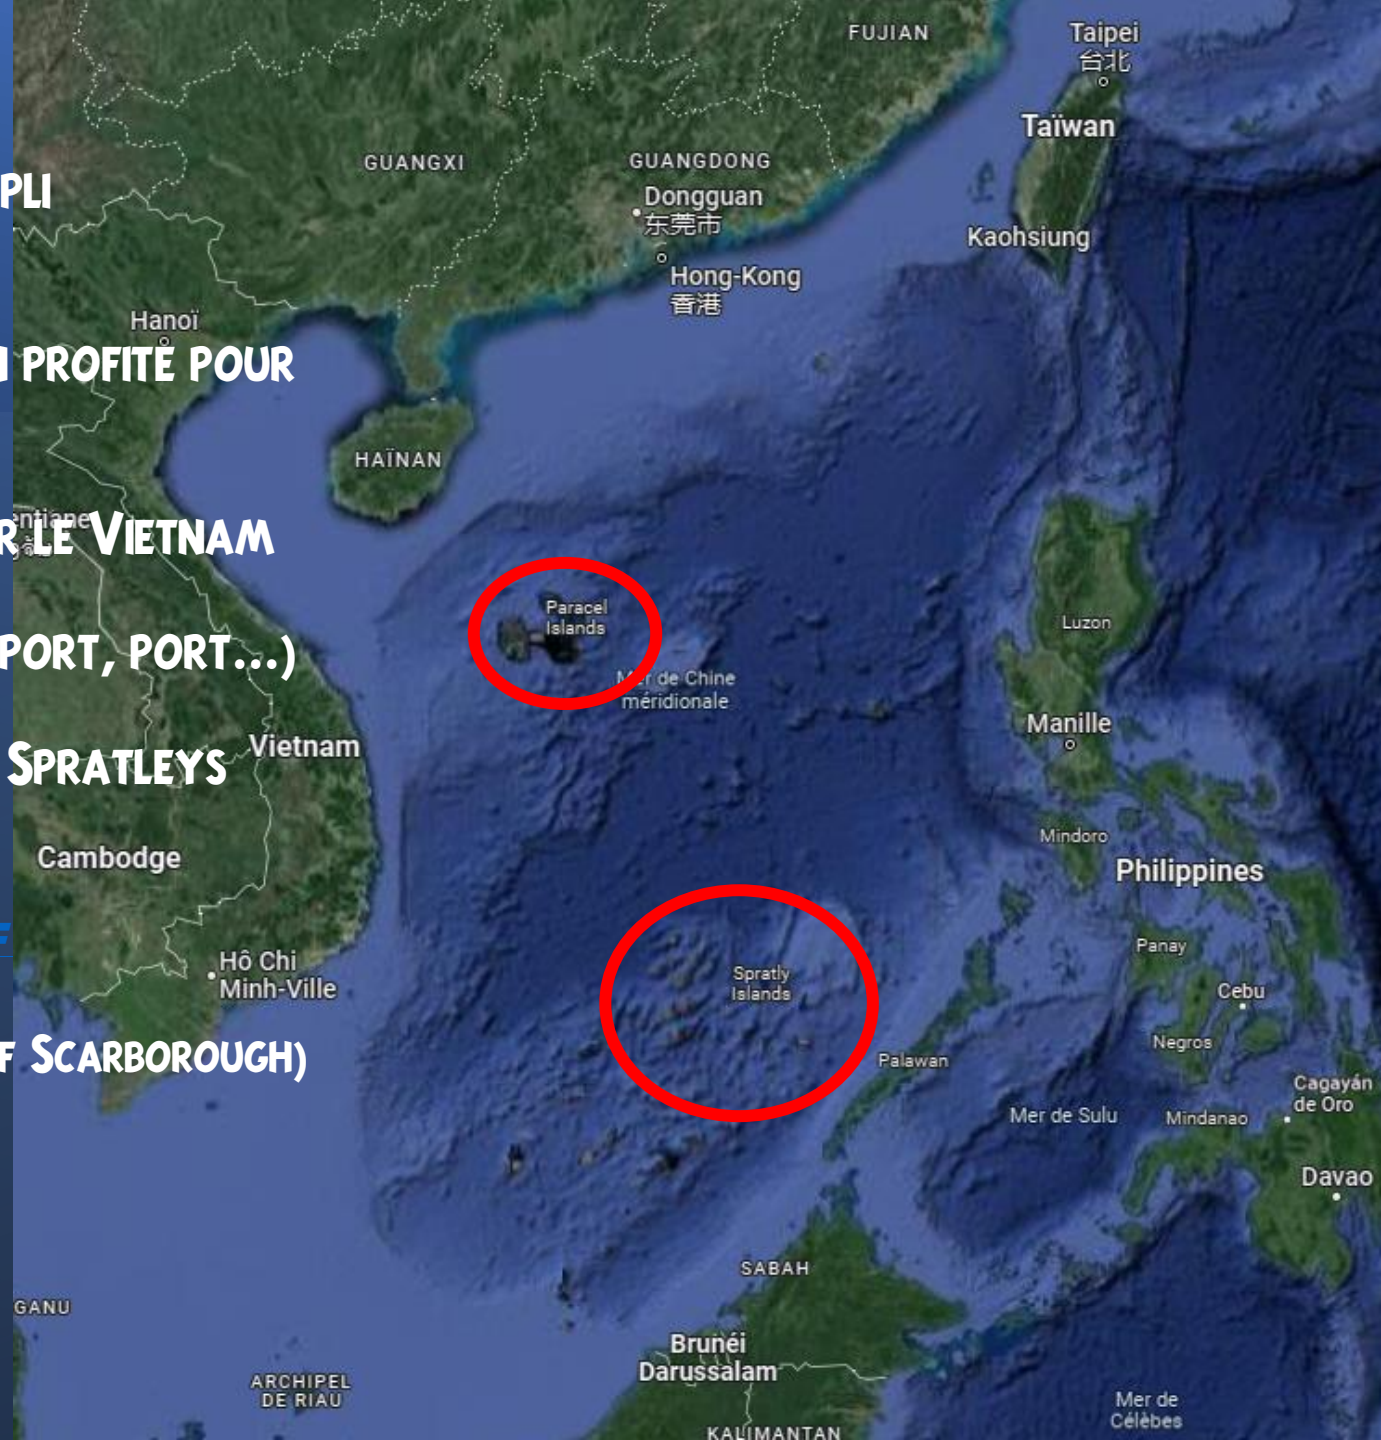 FUJIAN
Taipei
台北
Taïwan
GUANGXI
GUANGDONG
PLI
Dongguan
东莞市
Kaohsiung
Hong-Kong
香港
Hanoï
PROFITE POUR
HAÏNAN
entiane
R LE VIETNAM
Paracel
Islands
Luzon
PORT, PORT...)
Mer de Chine
méridionale
Manille
Vietnam
SPRATLEYS
Mindoro
Cambodge
Philippines
F
Panay
Hô Chi
Minh-Ville
Spratly
Islands
Cebu
Negros
F SCARBOROUGH)
Palawan
Cagayán
de Oro
Mer de Sulu
Mindanao
Davao
SABAH
GANU
Brunéi
Darussalam
ARCHIPEL
DE RIAU
Mer de
Célèbes
KALIMANTAN